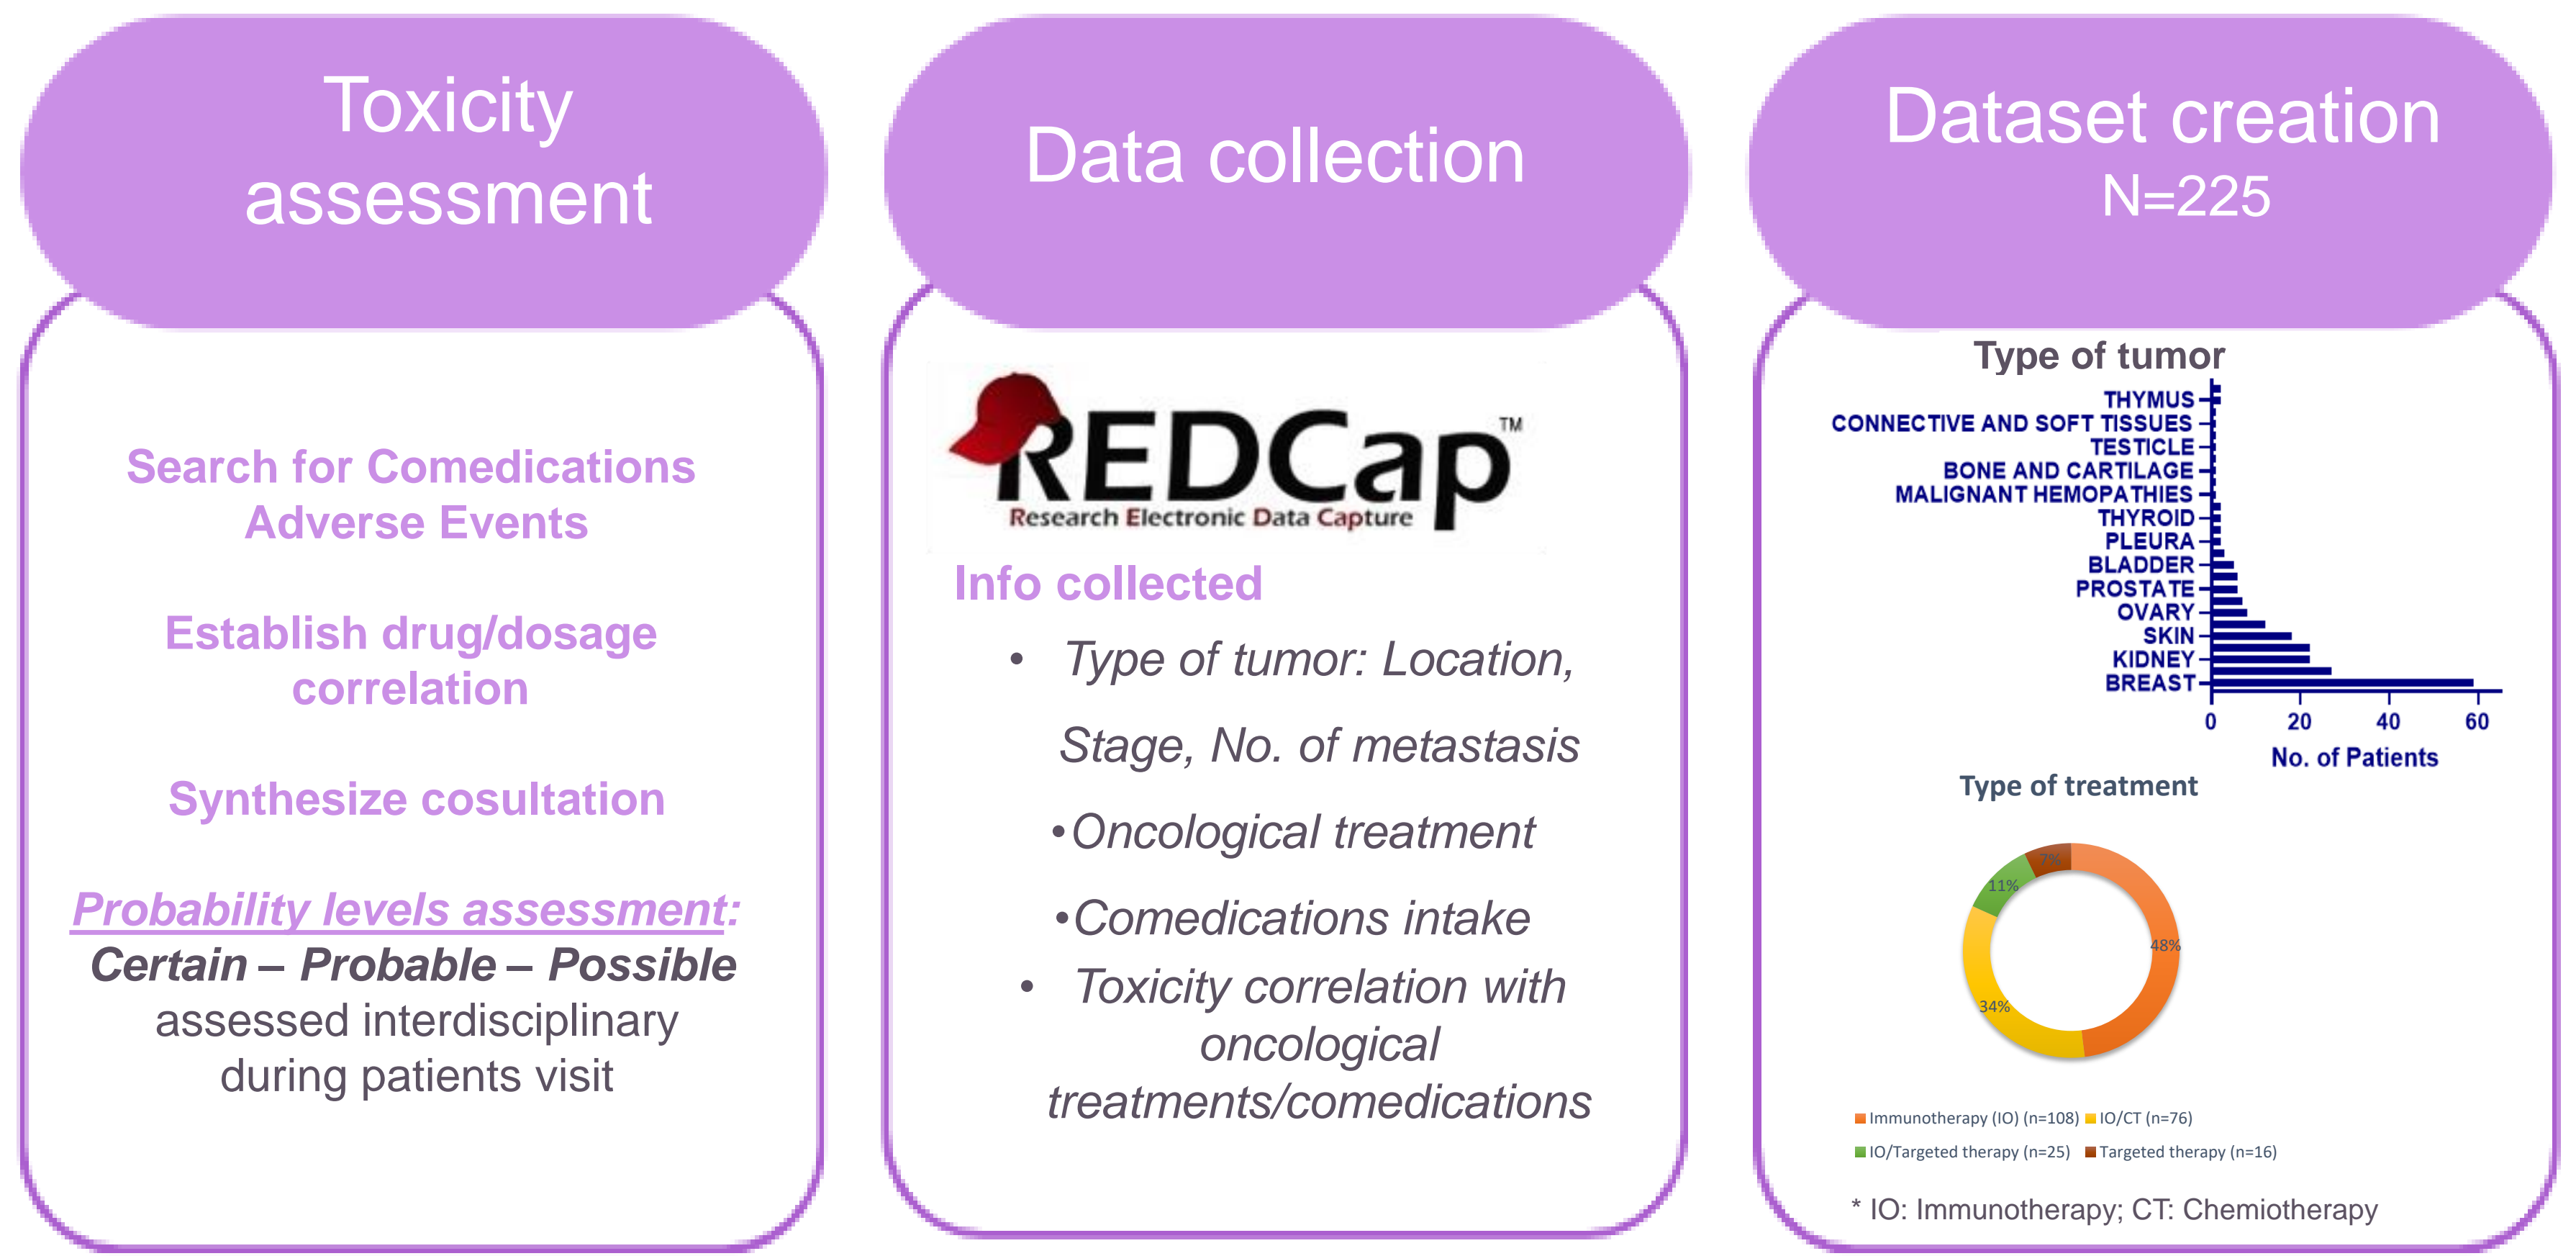 Toxicity
assessment
Search for Comedications
Adverse Events
Establish drug/dosage
correlation
Synthesize cosultation
Probability levels assessment:
Certain – Probable – Possible
assessed interdisciplinary
during patients visit
Data collection
REDCap™
Research Electronic Data Capture
Info collected
• Type of tumor: Location,
Stage, No. of metastasis
•Oncological treatment
•Comedications intake
• Toxicity correlation with
oncological
treatments/comedications
Dataset creation
N=225
Type of tumor
THYMUS
CONNECTIVE AND SOFT TISSUES
TESTICLE
BONE AND CARTILAGE
MALIGNANT HEMOPATHIES
THYROID
PLEURA
BLADDER
PROSTATE
OVARY
SKIN
KIDNEY
BREAST
0 20 40 60
No. of Patients
Type of treatment
7%
11%
48%
34%
Immunotherapy (IO) (n=108) IO/CT (n=76)
IO/Targeted therapy (n=25) Targeted therapy (n=16)
* IO: Immunotherapy; CT: Chemiotherapy